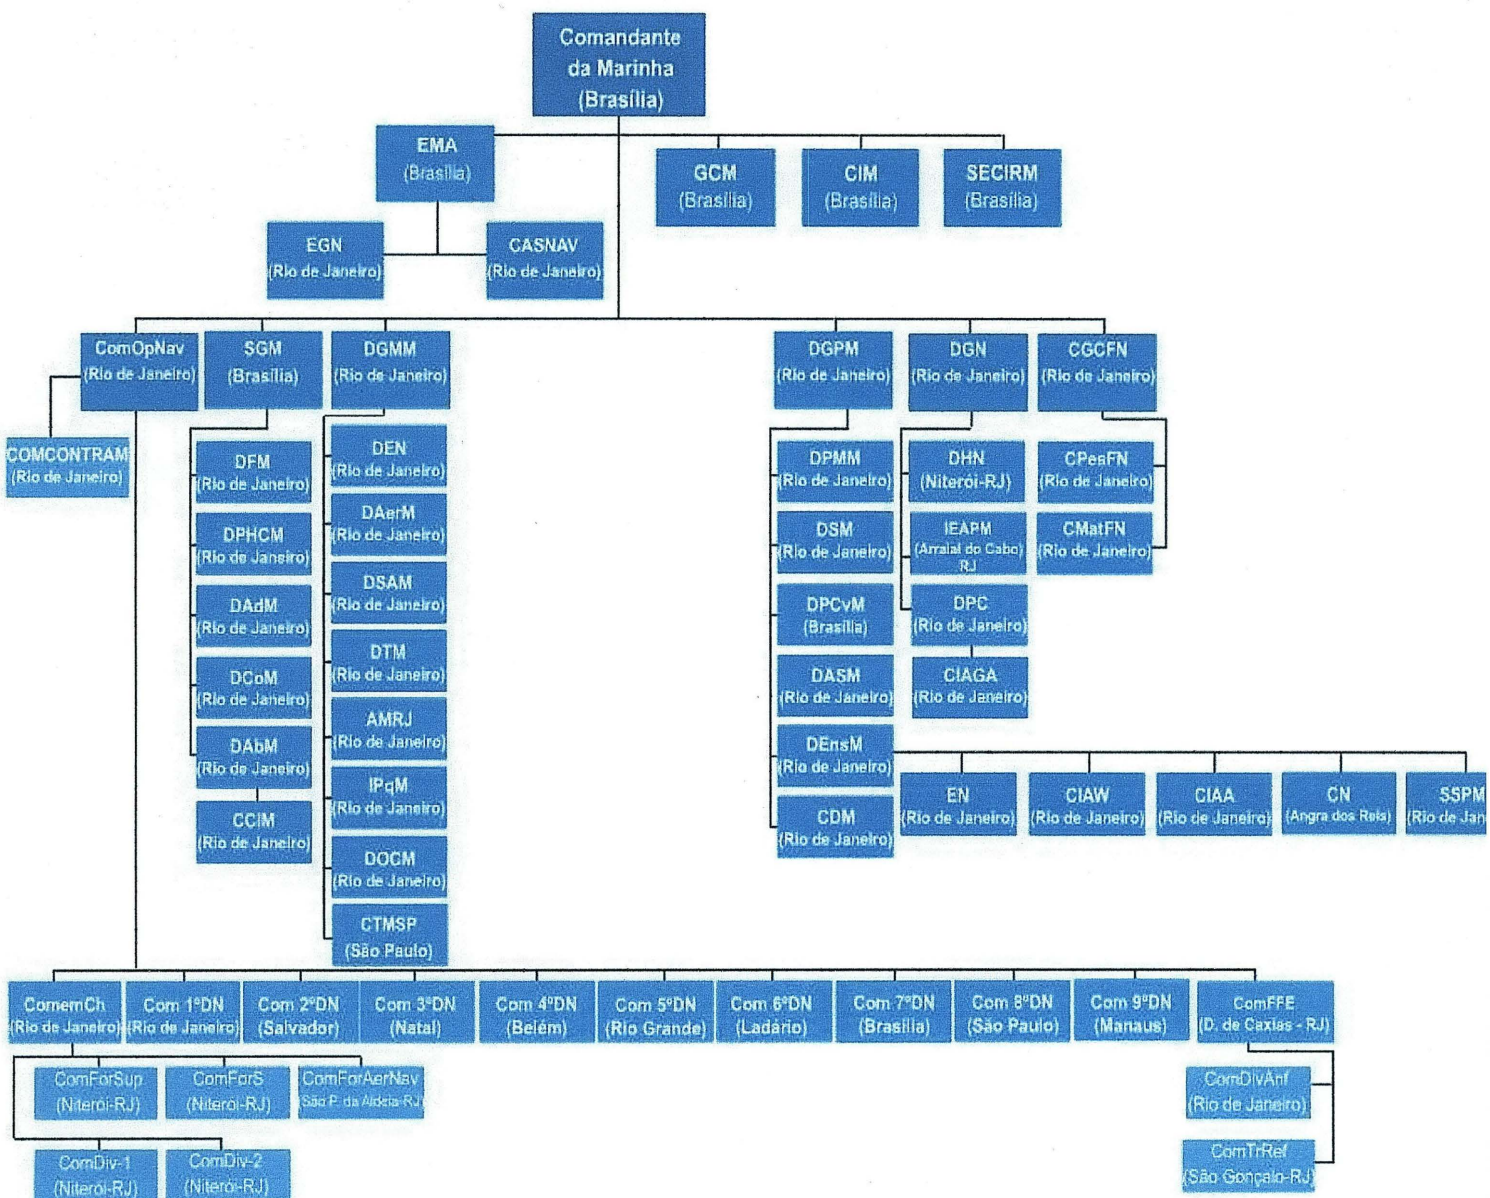 Comandante
da Marinha
(Brasília)
EMA
(Brasília)
GCM
(Brasília)
CIM
(Brasília)
SECIRM
(Brasília)
EGN
(Rio de Janeiro)
CASNAV
(Rio de Janeiro)
ComOpNav
(Rio de Janeiro)
SGM
(Brasília)
DGMM
(Rio de Janeiro)
DGPM
(Rio de Janeiro)
DGN
(Rio de Janeiro)
CGCFN
(Rio de Janeiro)
COMCONTRAM
(Rio de Janeiro)
DFM
(Rio de Janeiro)
DPHCM
(Rio de Janeiro)
DAdM
(Rio de Janeiro)
DCoM
(Rio de Janeiro)
DAbM
(Rio de Janeiro)
CCIM
(Rio de Janeiro)
DEN
(Rio de Janeiro)
DAerM
(Rio de Janeiro)
DSAM
(Rio de Janeiro)
DTM
(Rio de Janeiro)
AMRJ
(Rio de Janeiro)
IPqM
(Rio de Janeiro)
DOCM
(Rio de Janeiro)
CTMSP
(São Paulo)
DPMM
(Rio de Janeiro)
DSM
(Rio de Janeiro)
DPCvM
(Brasília)
DASM
(Rio de Janeiro)
DEnsM
(Rio de Janeiro)
CDM
(Rio de Janeiro)
DHN
(Niterói-RJ)
IEAPM
(Arraial do Cabo)
RJ
DPC
(Rio de Janeiro)
CIAGA
(Rio de Janeiro)
CPesFN
(Rio de Janeiro)
CMatFN
(Rio de Janeiro)
EN
(Rio de Janeiro)
CIAW
(Rio de Janeiro)
CIAA
(Rio de Janeiro)
CN
(Angra dos Reis)
SSPM
(Rio de Jan
ComemCh
(Rio de Janeiro)
Com 1ºDN
(Rio de Janeiro)
Com 2ºDN
(Salvador)
Com 3ºDN
(Natal)
Com 4ºDN
(Belém)
Com 5ºDN
(Rio Grande)
Com 6ºDN
(Ladário)
Com 7ºDN
(Brasília)
Com 8ºDN
(São Paulo)
Com 9ºDN
(Manaus)
ComFFE
(D. de Caxias - RJ)
ComForSup
(Niterói-RJ)
ComForS
(Niterói-RJ)
ComForAerNav
(São P. da Aldeia-RJ)
ComDiv-1
(Niterói-RJ)
ComDiv-2
(Niterói-RJ)
ComDivAnf
(Rio de Janeiro)
ComTrRef
(São Gonçalo-RJ)